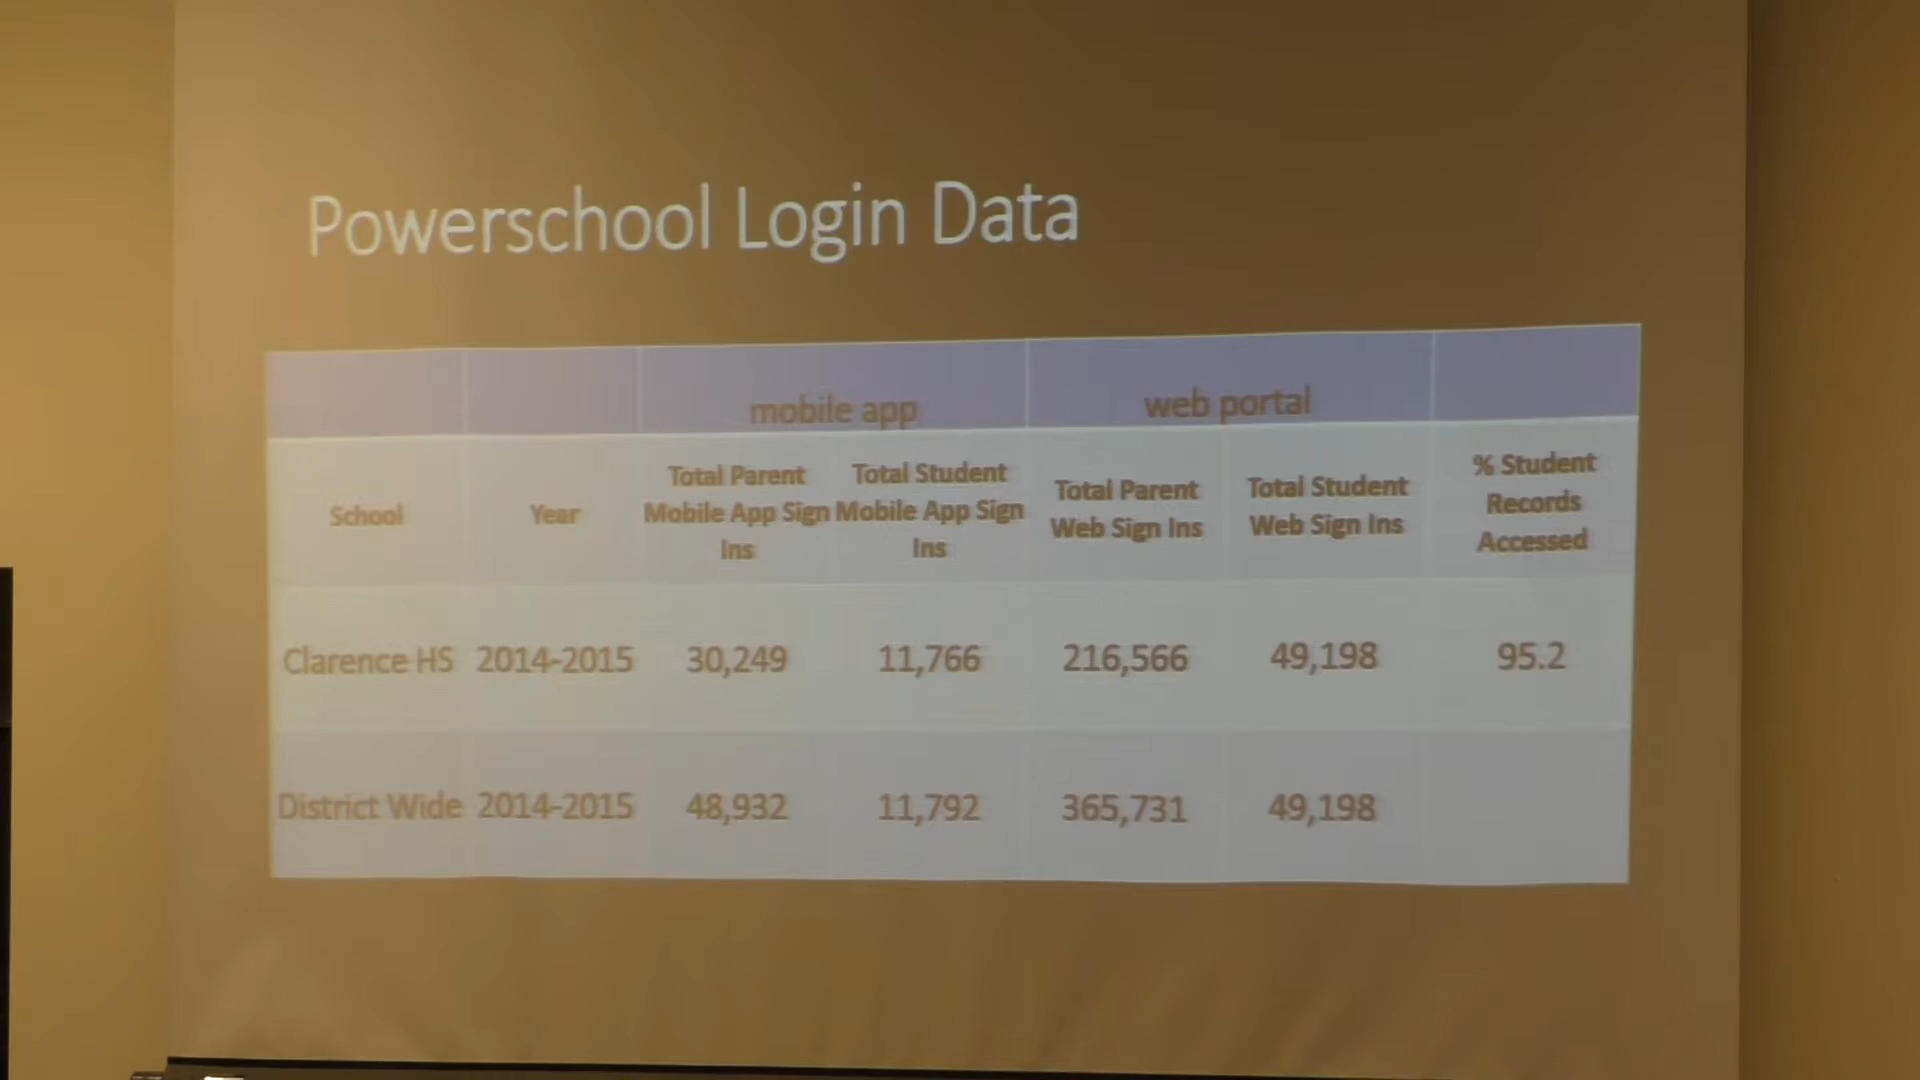 Powerschool Login Data
mobile app
web portal
School
Year
Total Parent
Mobile App Sign
Ins
Total Student
Mobile App Sign
Ins
Total Parent
Web Sign Ins
Total Student
Web Sign Ins
% Student
Records
Accessed
Clarence HS 2014-2015 30,249 11,766 216,566 49,198 95.2
District Wide 2014-2015 48,932 11,792 365,731 49,198